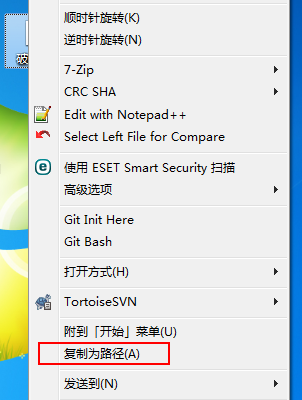 顺时针旋转(K)
逆时针旋转(N)
7-Zip
CRC SHA
Edit with Notepad++
Select Left File for Compare
使用 ESET Smart Security 扫描
高级选项
Git Init Here
Git Bash
打开方式(H)
TortoiseSVN
附到「开始」菜单(U)
复制为路径(A)
发送到(N)